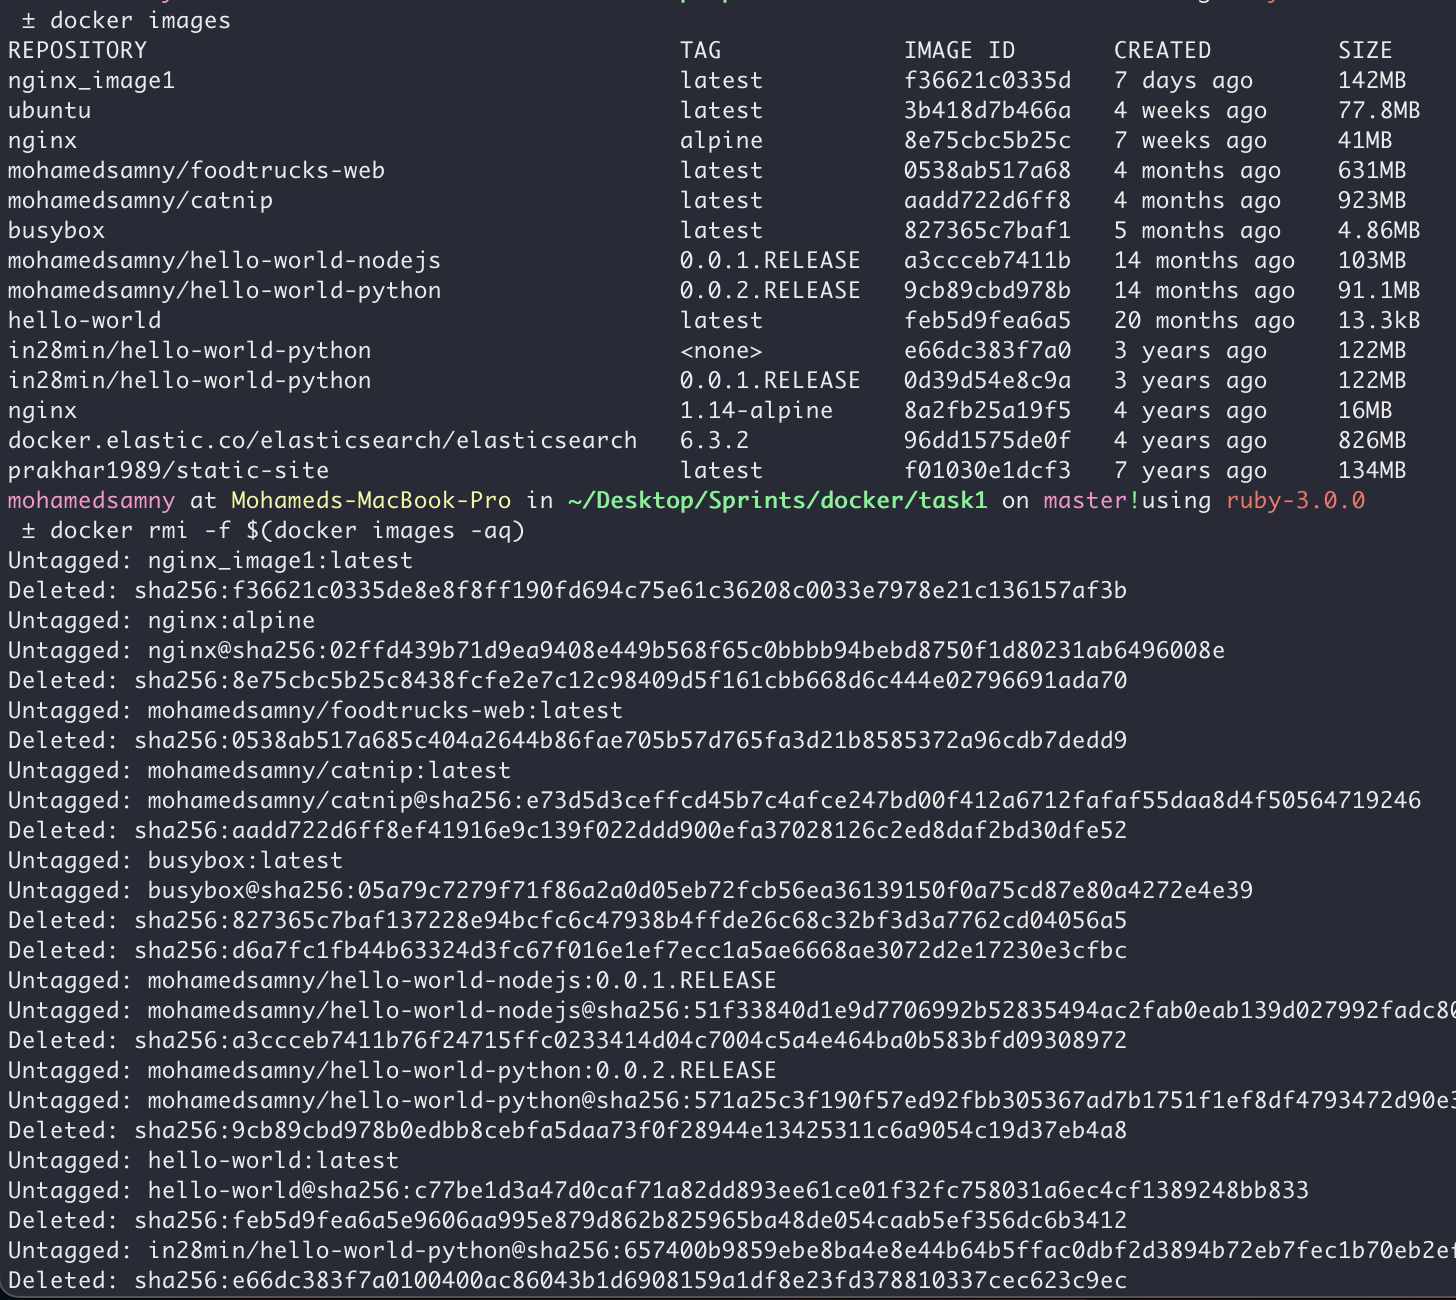 ± docker images
REPOSITORY TAG IMAGE ID CREATED SIZE
nginx_image1 latest f36621c0335d 7 days ago 142MB
ubuntu latest 3b418d7b466a 4 weeks ago 77.8MB
nginx alpine 8e75cbc5b25c 7 weeks ago 41MB
mohamedsamny/foodtrucks-web latest 0538ab517a68 4 months ago 631MB
mohamedsamny/catnip latest aadd722d6ff8 4 months ago 923MB
busybox latest 827365c7baf1 5 months ago 4.86MB
mohamedsamny/hello-world-nodejs 0.0.1.RELEASE a3ccceb7411b 14 months ago 103MB
mohamedsamny/hello-world-python 0.0.2.RELEASE 9cb89cbd978b 14 months ago 91.1MB
hello-world latest feb5d9fea6a5 20 months ago 13.3kB
in28min/hello-world-python <none> e66dc383f7a0 3 years ago 122MB
in28min/hello-world-python 0.0.1.RELEASE 0d39d54e8c9a 3 years ago 122MB
nginx 1.14-alpine 8a2fb25a19f5 4 years ago 16MB
docker.elastic.co/elasticsearch/elasticsearch 6.3.2 96dd1575de0f 4 years ago 826MB
prakhar1989/static-site latest f01030e1dcf3 7 years ago 134MB
mohamedsamny at Mohameds-MacBook-Pro in ~/Desktop/Sprints/docker/task1 on master!using ruby-3.0.0
± docker rmi -f $(docker images -aq)
Untagged: nginx_image1:latest
Deleted: sha256:f36621c0335de8e8f8ff190fd694c75e61c36208c0033e7978e21c136157af3b
Untagged: nginx:alpine
Untagged: nginx@sha256:02ffd439b71d9ea9408e449b568f65c0bbbb94bebd8750f1d80231ab6496008e
Deleted: sha256:8e75cbc5b25c8438fcfe2e7c12c98409d5f161cbb668d6c444e02796691ada70
Untagged: mohamedsamny/foodtrucks-web:latest
Deleted: sha256:0538ab517a685c404a2644b86fae705b57d765fa3d21b8585372a96cdb7dedd9
Untagged: mohamedsamny/catnip:latest
Untagged: mohamedsamny/catnip@sha256:e73d5d3ceffcd45b7c4afce247bd00f412a6712fafaf55daa8d4f50564719246
Deleted: sha256:aadd722d6ff8ef41916e9c139f022ddd900efa37028126c2ed8daf2bd30dfe52
Untagged: busybox:latest
Untagged: busybox@sha256:05a79c7279f71f86a2a0d05eb72fcb56ea36139150f0a75cd87e80a4272e4e39
Deleted: sha256:827365c7baf137228e94bcfc6c47938b4ffde26c68c32bf3d3a7762cd04056a5
Deleted: sha256:d6a7fc1fb44b63324d3fc67f016e1ef7ecc1a5ae6668ae3072d2e17230e3cfbc
Untagged: mohamedsamny/hello-world-nodejs:0.0.1.RELEASE
Untagged: mohamedsamny/hello-world-nodejs@sha256:51f33840d1e9d7706992b52835494ac2fab0eab139d027992fadc80
Deleted: sha256:a3ccceb7411b76f24715ffc0233414d04c7004c5a4e464ba0b583bfd09308972
Untagged: mohamedsamny/hello-world-python:0.0.2.RELEASE
Untagged: mohamedsamny/hello-world-python@sha256:571a25c3f190f57ed92fbb305367ad7b1751f1ef8df4793472d90e3
Deleted: sha256:9cb89cbd978b0edbb8cebfa5daa73f0f28944e13425311c6a9054c19d37eb4a8
Untagged: hello-world:latest
Untagged: hello-world@sha256:c77be1d3a47d0caf71a82dd893ee61ce01f32fc758031a6ec4cf1389248bb833
Deleted: sha256:feb5d9fea6a5e9606aa995e879d862b825965ba48de054caab5ef356dc6b3412
Untagged: in28min/hello-world-python@sha256:657400b9859ebe8ba4e8e44b64b5ffac0dbf2d3894b72eb7fec1b70eb2ef
Deleted: sha256:e66dc383f7a0100400ac86043b1d6908159a1df8e23fd378810337cec623c9ec